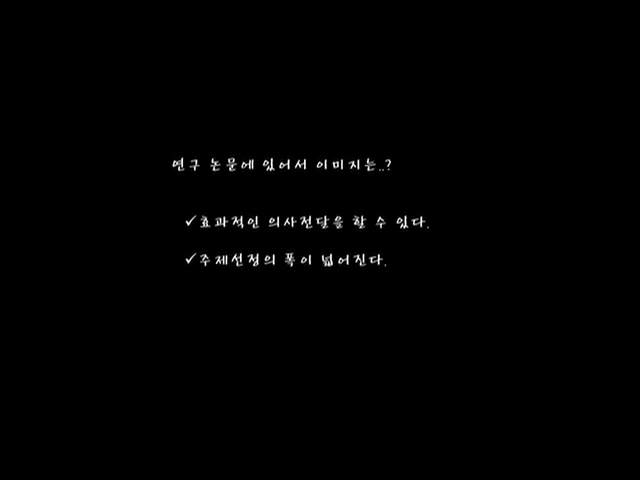 연구 논문에 있어서 이미지는..?
✓효과적인 의사전달을 할 수 있다.
✓주제선정의 폭이 넓어진다.